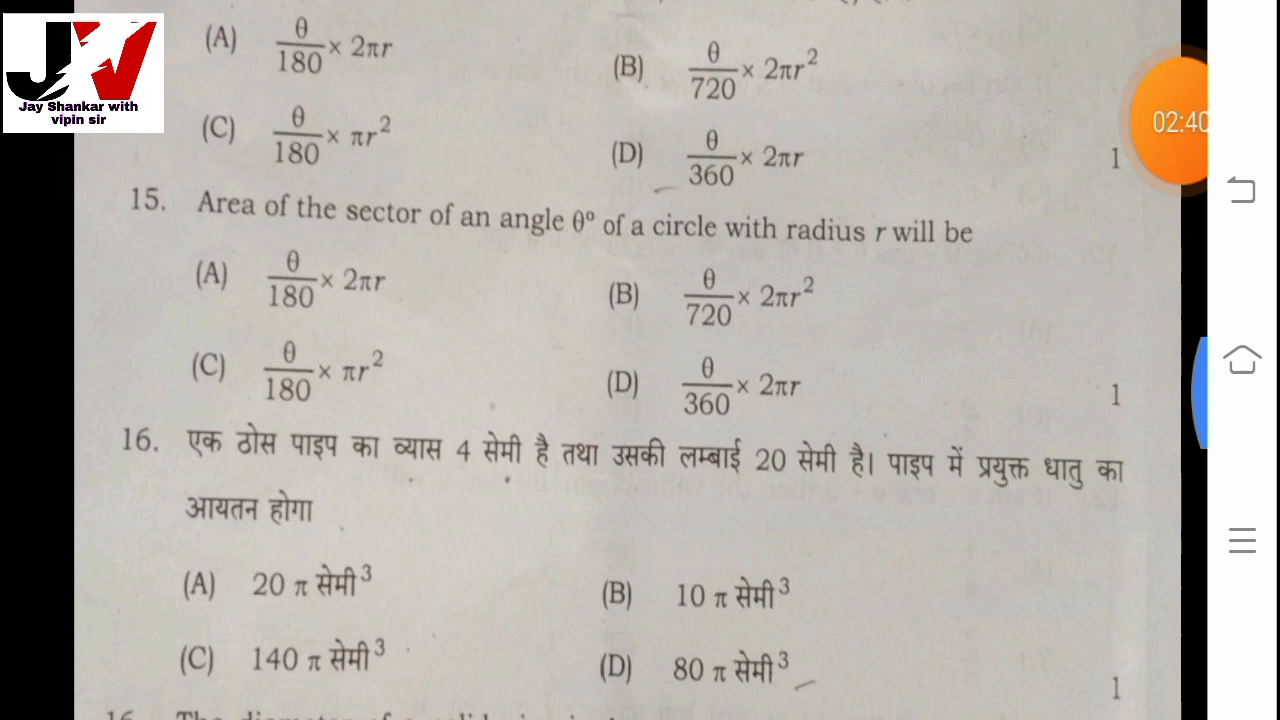 (A) θ/180 × 2πr
(B) θ/720 × 2πr²
JV
Jay Shankar with
vipin sir
02:40
(C) θ/180 × πr²
(D) θ/360 × 2πr
1
15. Area of the sector of an angle θ° of a circle with radius r will be
(A) θ/180 × 2πr
(B) θ/720 × 2πr²
(C) θ/180 × πr²
(D) θ/360 × 2πr
1
16. एक ठोस पाइप का व्यास 4 सेमी है तथा उसकी लम्बाई 20 सेमी है। पाइप में प्रयुक्त धातु का
आयतन होगा
(A) 20 π सेमी³
(B) 10 π सेमी³
(C) 140 π सेमी³
(D) 80 π सेमी³
1